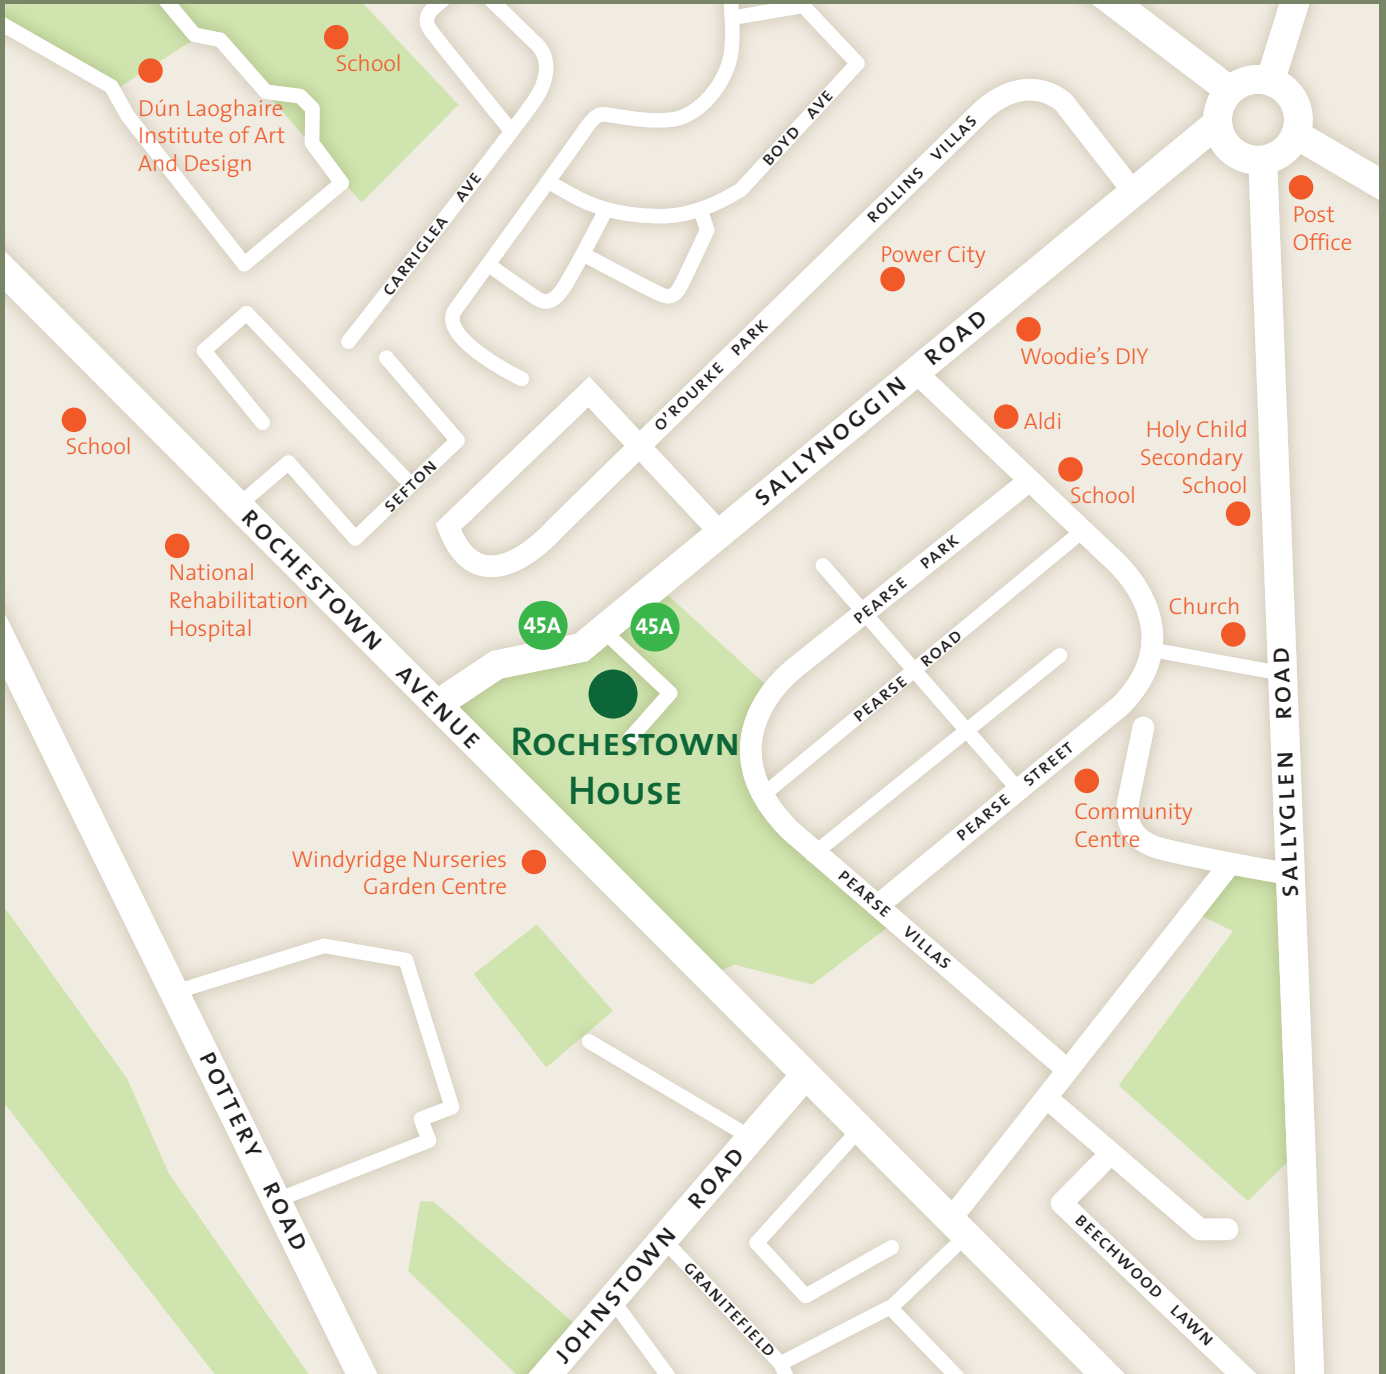 School
Dún Laoghaire
Institute of Art
And Design
BOYD AVE
ROLLINS VILLAS
CARRIGLEA AVE
Post
Office
Power City
O'ROURKE PARK
SALLYNOGGIN ROAD
Woodie's DIY
Aldi
School
Holy Child
Secondary
School
School
SEFTON
ROCHESTOWN AVENUE
National
Rehabilitation
Hospital
PEARSE PARK
Church
45A
45A
PEARSE ROAD
SALLYGLEN ROAD
Rochestown
House
PEARSE STREET
Community
Centre
Windyridge Nurseries
Garden Centre
PEARSE VILLAS
POTTERY ROAD
JOHNSTOWN ROAD
GRANITEFIELD
BEECHWOOD LAWN